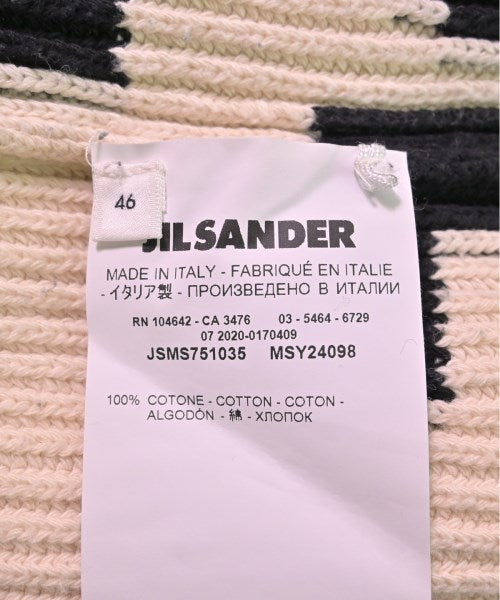 46
JIL SANDER
MADE IN ITALY - FABRIQUÉ EN ITALIE
- イタリア製 - ПРОИЗВЕДЕНО В ИТАЛИИ
RN 104642 - CA 3476 03 - 5464 - 6729
07 2020-0170409
JSMS751035 MSY24098
100% COTONE - COTTON - COTON -
ALGODÓN - 綿 - ХЛОПОК